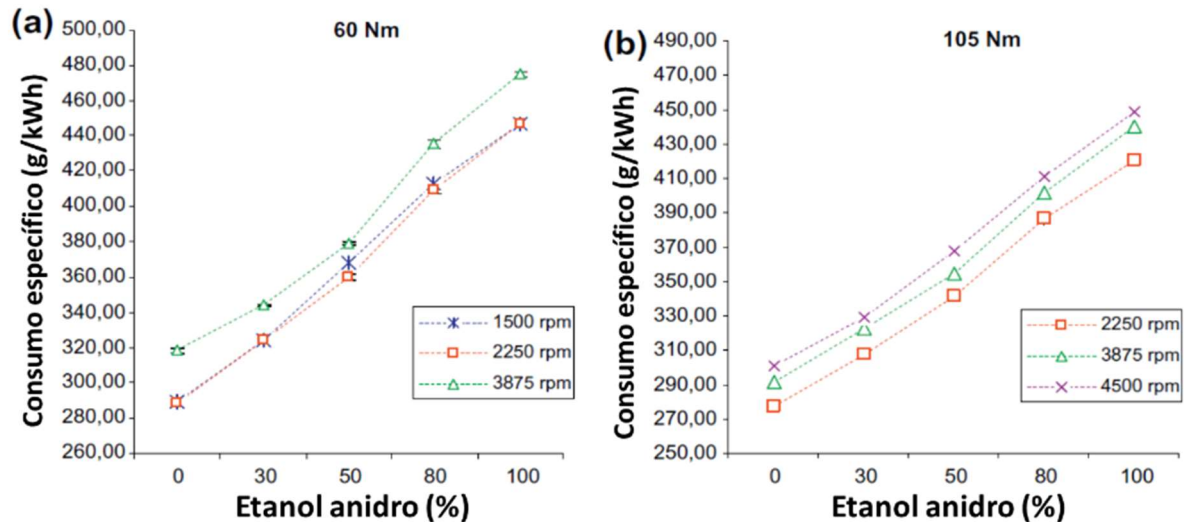 (a)
60 Nm
Consumo específico (g/kWh)
500,00
480,00
460,00
440,00
420,00
400,00
380,00
360,00
340,00
320,00
300,00
280,00
260,00
1500 rpm
2250 rpm
3875 rpm
0 30 50 80 100
Etanol anidro (%)
(b)
105 Nm
Consumo específico (g/kWh)
490,00
470,00
450,00
430,00
410,00
390,00
370,00
350,00
330,00
310,00
290,00
270,00
250,00
2250 rpm
3875 rpm
4500 rpm
0 30 50 80 100
Etanol anidro (%)